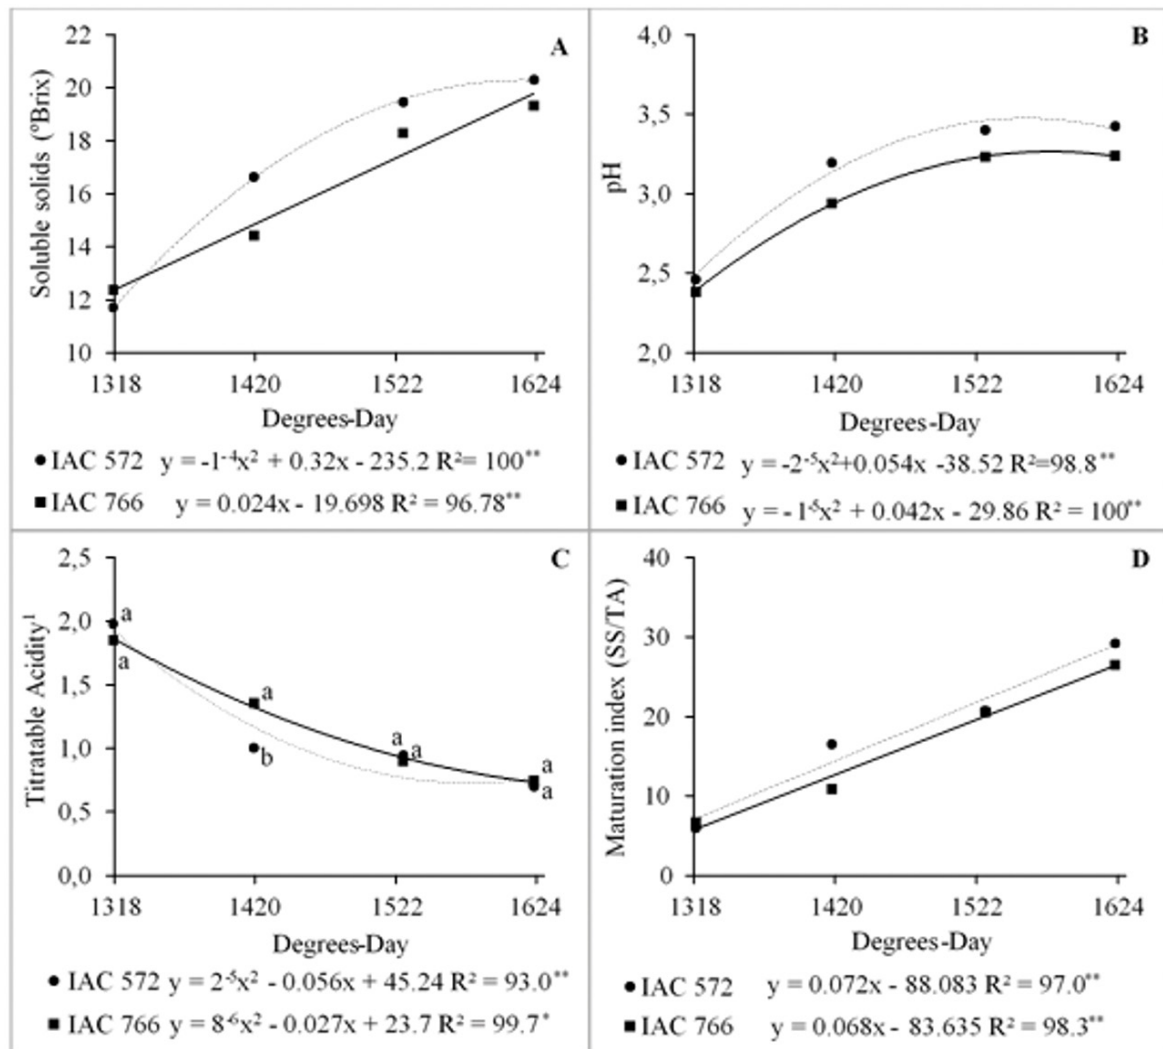 A
Soluble solids (ºBrix)
22
20
18
16
14
12
10
1318 1420 1522 1624
Degrees-Day
● IAC 572 y = -1⁻⁴x² + 0.32x - 235.2 R²= 100**
■ IAC 766 y = 0.024x - 19.698 R² = 96.78**
B
pH
4,0
3,5
3,0
2,5
2,0
1318 1420 1522 1624
Degrees-Day
● IAC 572 y = -2⁻⁵x²+0.054x -38.52 R²=98.8**
■ IAC 766 y = - 1⁻⁵x² + 0.042x - 29.86 R² = 100**
C
Titratable Acidity¹
2,5
2,0
1,5
1,0
0,5
0,0
a
a
a
b
a
a
a
a
1318 1420 1522 1624
Degrees-Day
● IAC 572 y = 2⁻⁵x² - 0.056x + 45.24 R² = 93.0**
■ IAC 766 y = 8⁻⁶x² - 0.027x + 23.7 R² = 99.7*
D
Maturation index (SS/TA)
40
30
20
10
0
1318 1420 1522 1624
Degrees-Day
● IAC 572 y = 0.072x - 88.083 R² = 97.0**
■ IAC 766 y = 0.068x - 83.635 R² = 98.3**